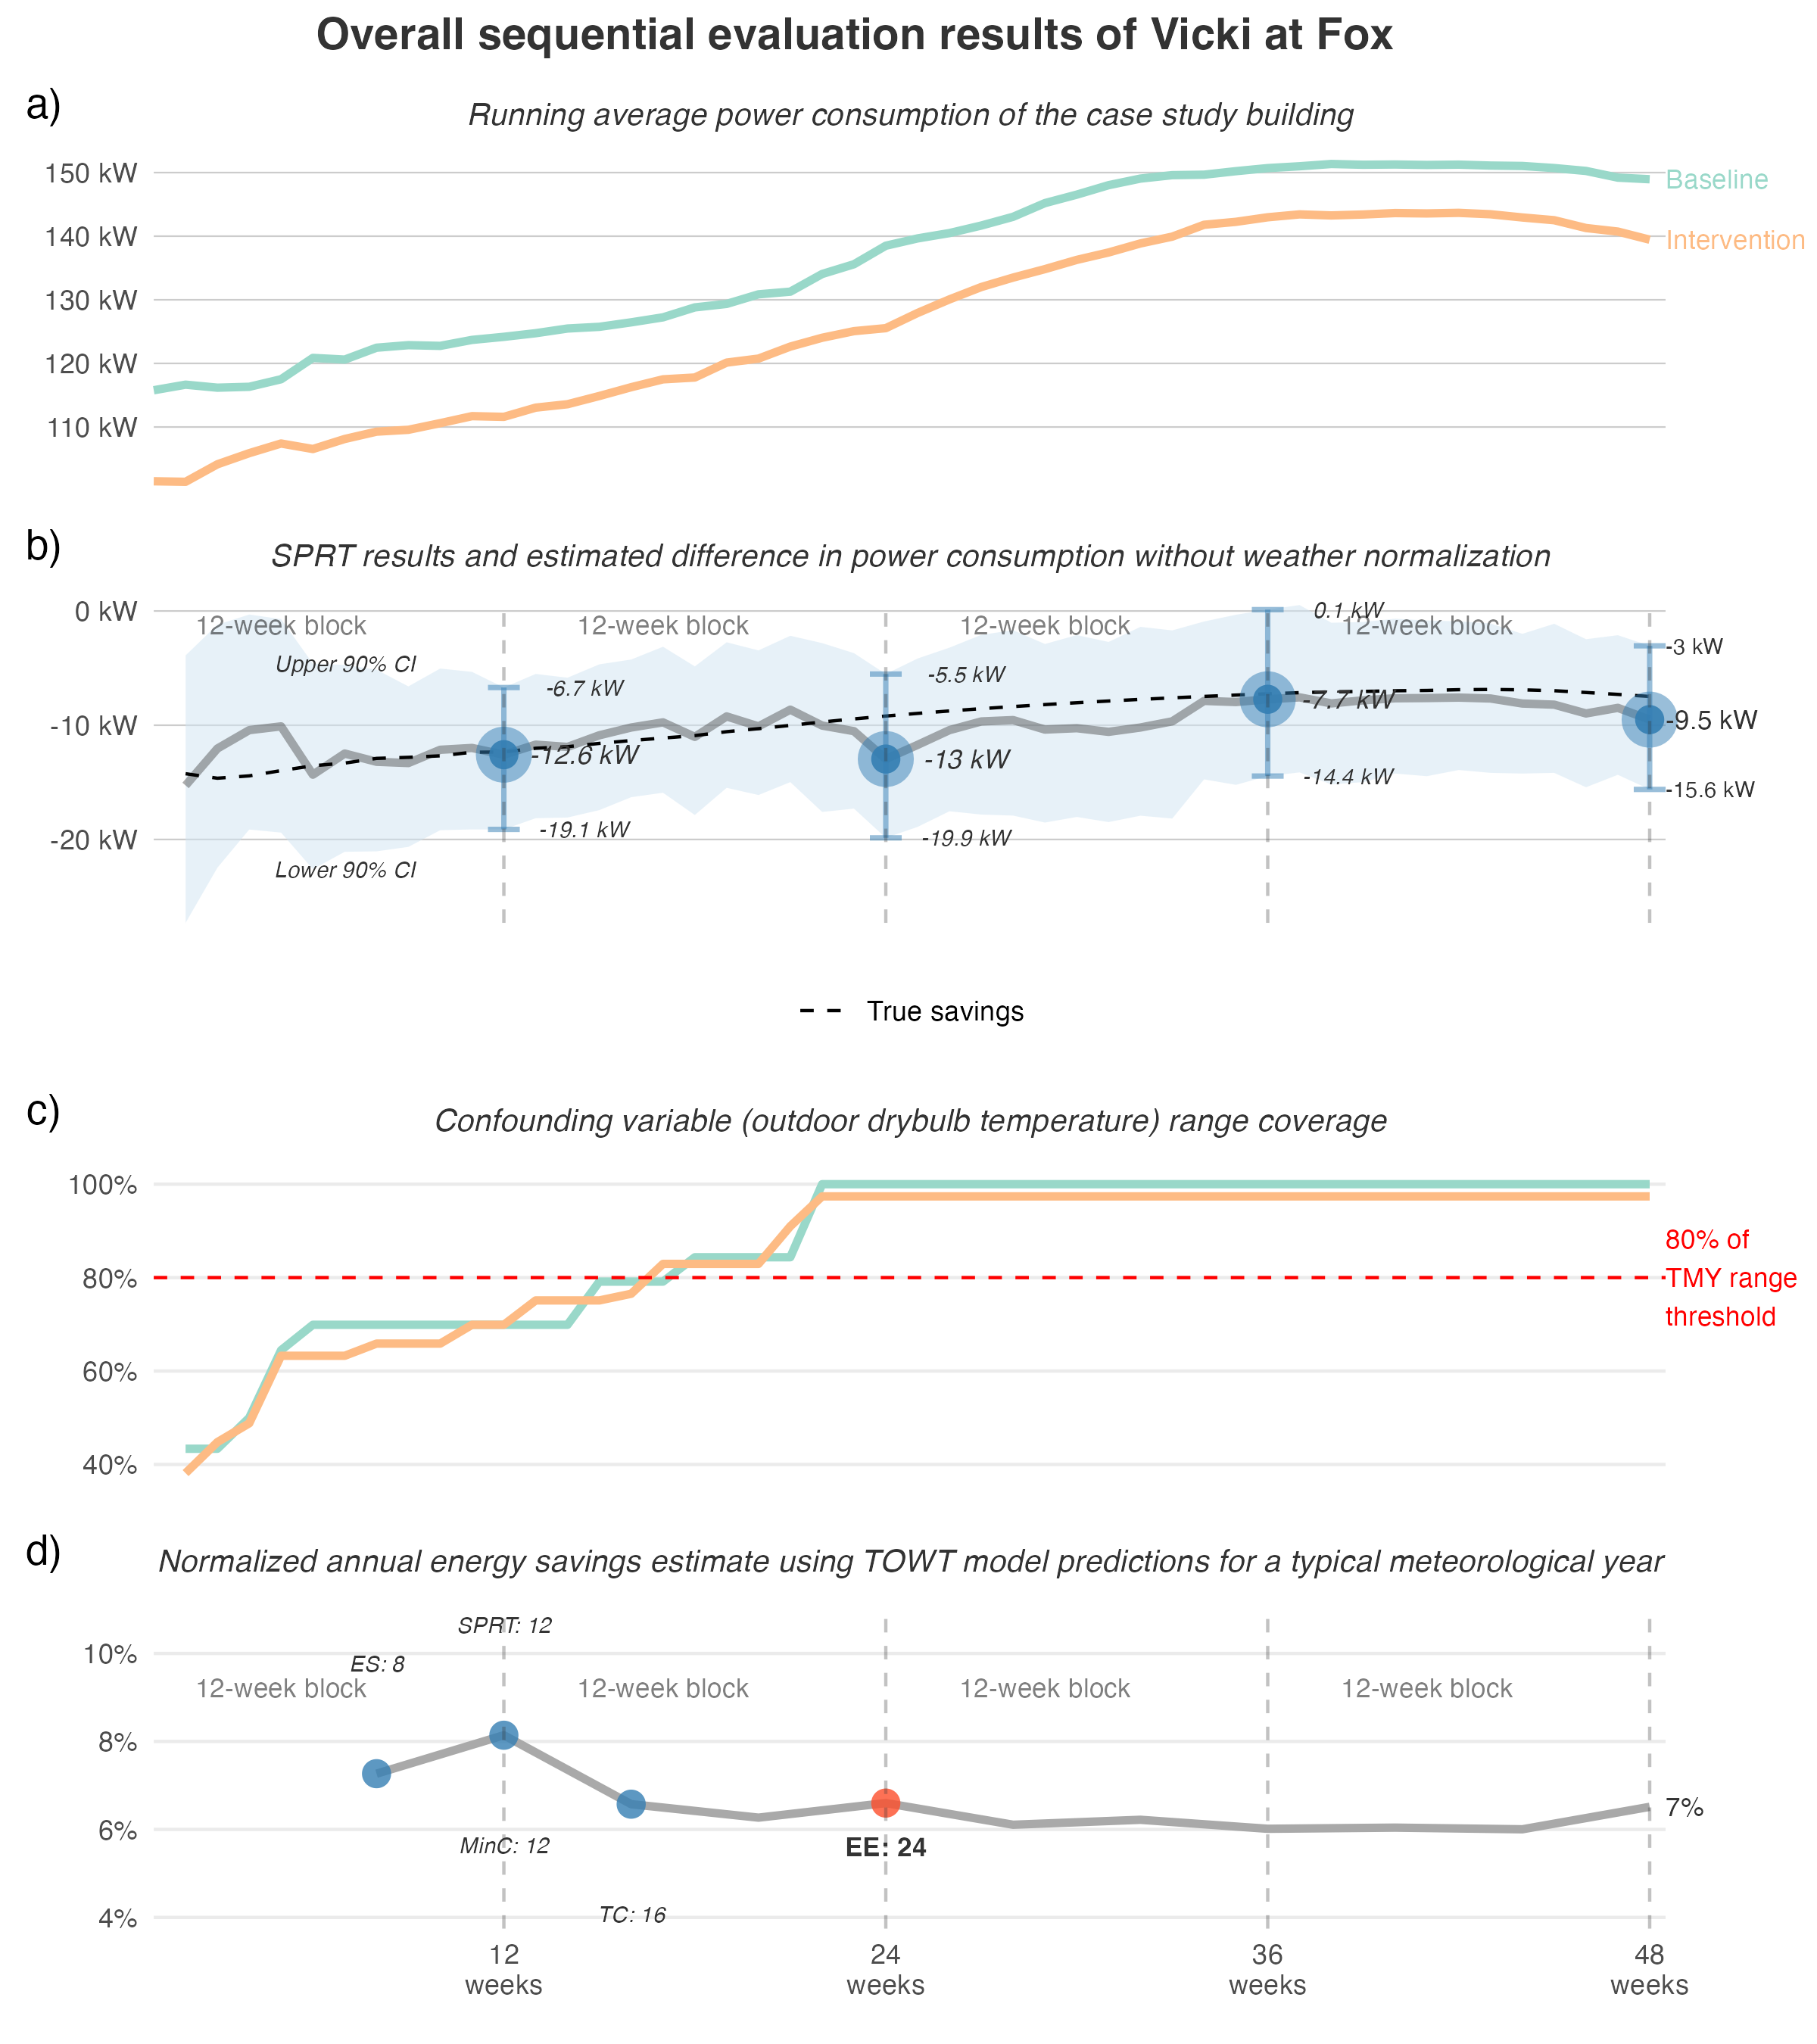 Overall sequential evaluation results of Vicki at Fox
a)
Running average power consumption of the case study building
150 kW
140 kW
130 kW
120 kW
110 kW
Baseline
Intervention
b)
SPRT results and estimated difference in power consumption without weather normalization
0 kW
-10 kW
-20 kW
12-week block
12-week block
12-week block
12-week block
Upper 90% CI
Lower 90% CI
-6.7 kW
-12.6 kW
-19.1 kW
-5.5 kW
-13 kW
-19.9 kW
0.1 kW
-7.7 kW
-14.4 kW
-3 kW
-9.5 kW
-15.6 kW
True savings
c)
Confounding variable (outdoor drybulb temperature) range coverage
100%
80%
60%
40%
80% of
TMY range
threshold
d)
Normalized annual energy savings estimate using TOWT model predictions for a typical meteorological year
10%
8%
6%
4%
SPRT: 12
ES: 8
12-week block
12-week block
12-week block
12-week block
MinC: 12
EE: 24
TC: 16
7%
12
weeks
24
weeks
36
weeks
48
weeks